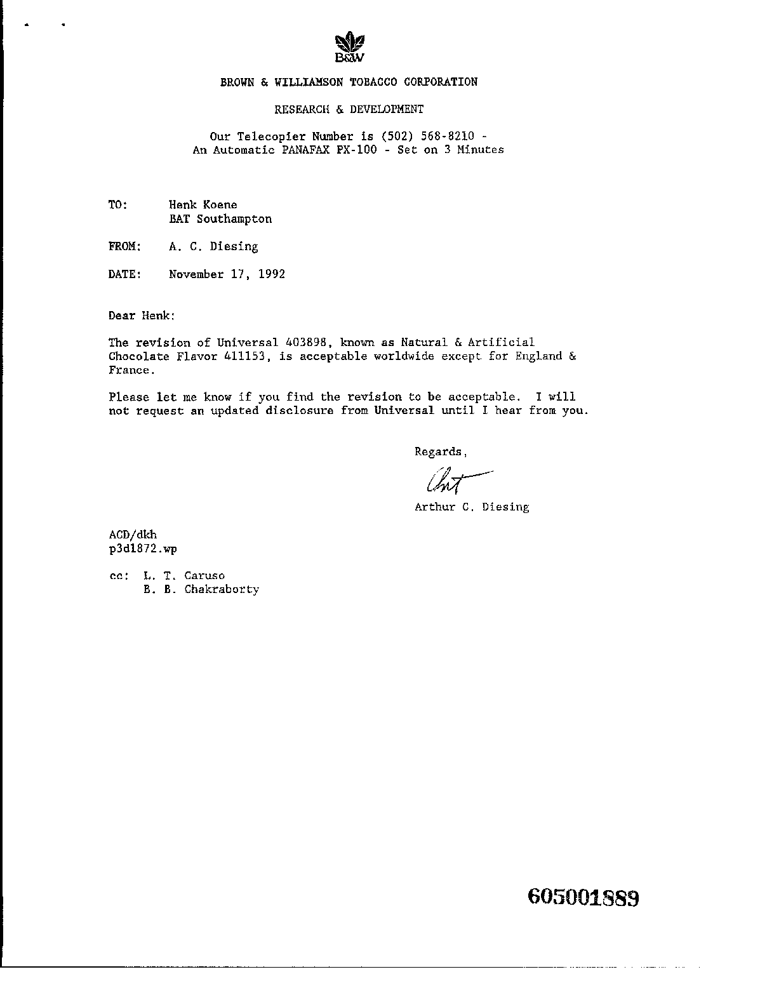 B&W
BROWN & WILLIAMSON TOBACCO CORPORATION
RESEARCH & DEVELOPMENT
Our Telecopier Number is (502) 568-8210 -
An Automatic PANAFAX PX-100 - Set on 3 Minutes
TO: Henk Koene
BAT Southampton
FROM: A. C. Diesing
DATE: November 17, 1992
Dear Henk:
The revision of Universal 403898, known as Natural & Artificial
Chocolate Flavor 411153, is acceptable worldwide except for England &
France.
Please let me know if you find the revision to be acceptable. I will
not request an updated disclosure from Universal until I hear from you.
Regards,
Art
Arthur C. Diesing
ACD/dkh
p3d1872.wp
cc: L. T. Caruso
B. B. Chakraborty
605001889